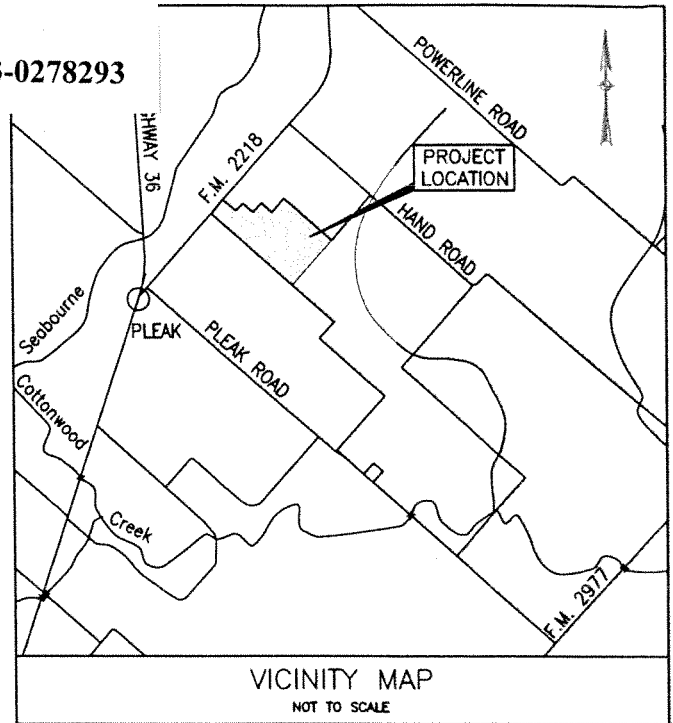 -0278293
POWERLINE ROAD
HIGHWAY 36
F.M. 2218
PROJECT
LOCATION
HAND ROAD
Seabourne
PLEAK
PLEAK ROAD
Cottonwood
Creek
F.M. 2977
VICINITY MAP
NOT TO SCALE